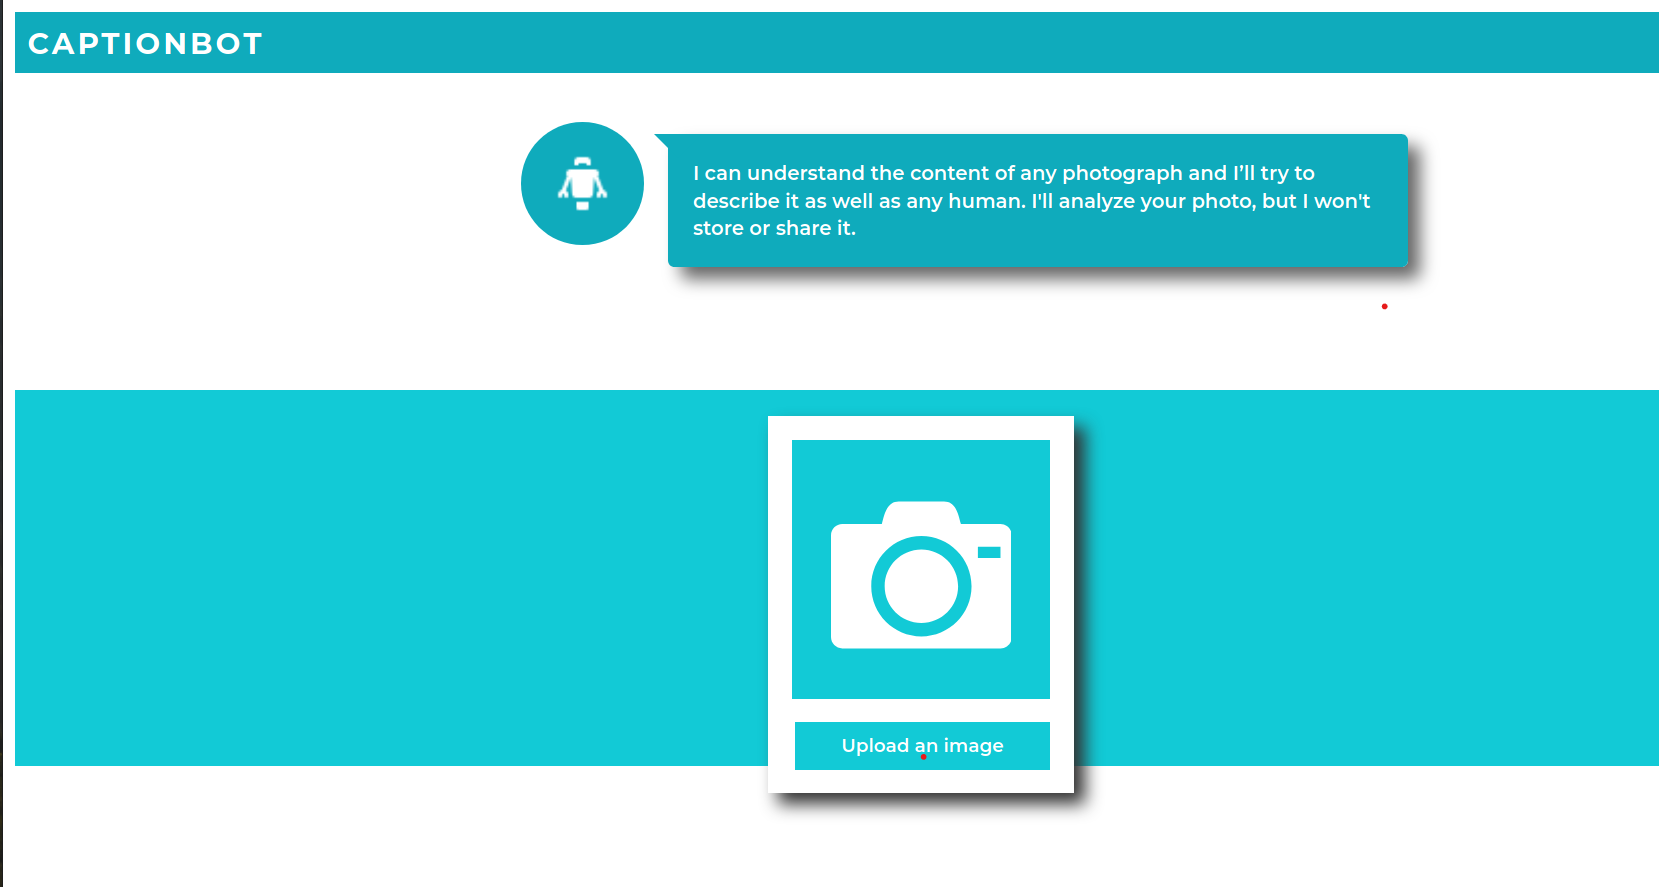 CAPTIONBOT
I can understand the content of any photograph and I’ll try to
describe it as well as any human. I'll analyze your photo, but I won't
store or share it.
Upload an image